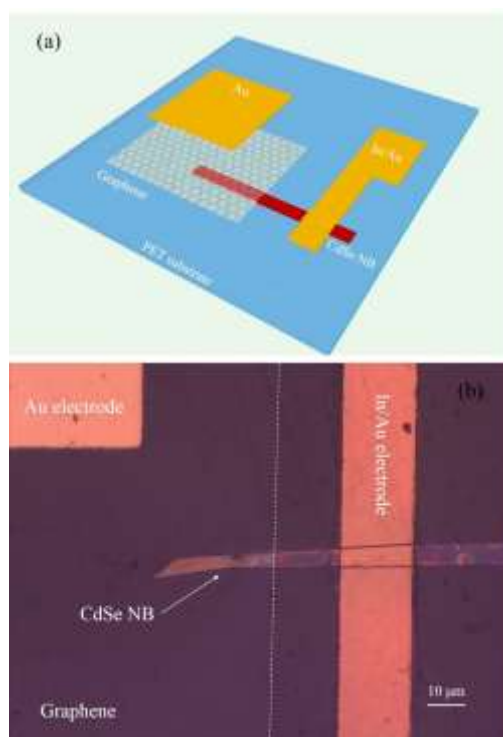 (a)
Au
In/Au
Graphene
CdSe NB
PET substrate
(b)
Au electrode
In/Au electrode
CdSe NB
10 μm
Graphene